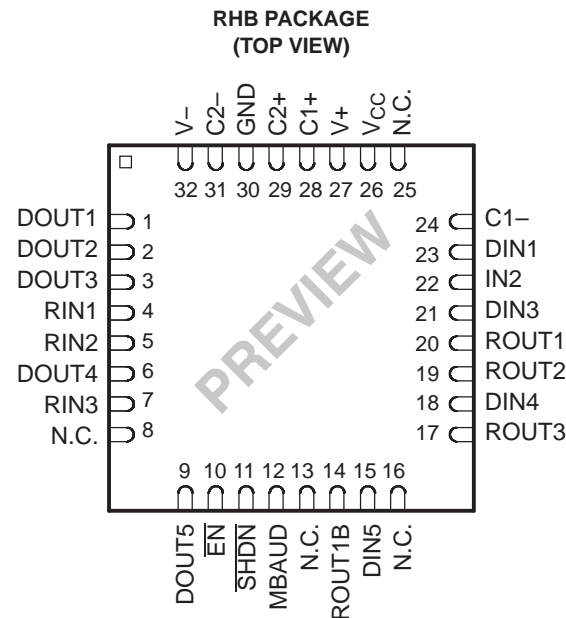 RHB PACKAGE
(TOP VIEW)
V–
C2–
GND
C2+
C1+
V+
VCC
N.C.
32 31 30 29 28 27 26 25
DOUT1 1
DOUT2 2
DOUT3 3
RIN1 4
RIN2 5
DOUT4 6
RIN3 7
N.C. 8
24 C1–
23 DIN1
22 IN2
21 DIN3
20 ROUT1
19 ROUT2
18 DIN4
17 ROUT3
PREVIEW
9 10 11 12 13 14 15 16
DOUT5
EN
SHDN
MBAUD
N.C.
ROUT1B
DIN5
N.C.